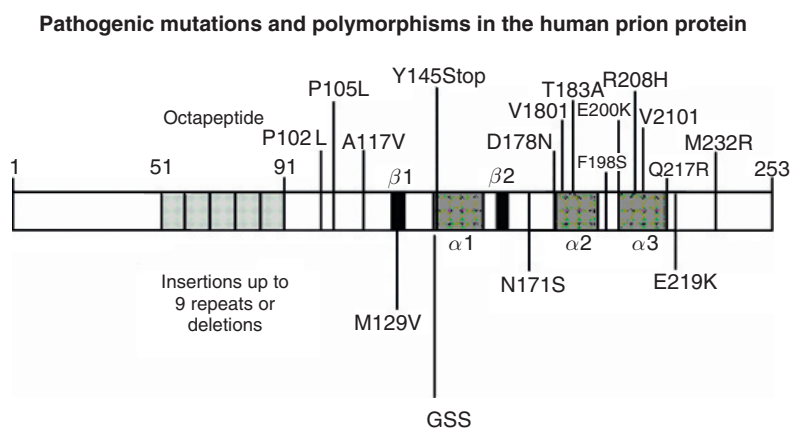 Pathogenic mutations and polymorphisms in the human prion protein
Y145Stop
P105L
T183A
R208H
Octapeptide
V1801
E200K
V2101
P102 L
A117V
D178N
M232R
F198S
Q217R
1
51
91
253
β1
β2
α1
α2
α3
Insertions up to
9 repeats or
deletions
N171S
E219K
M129V
GSS